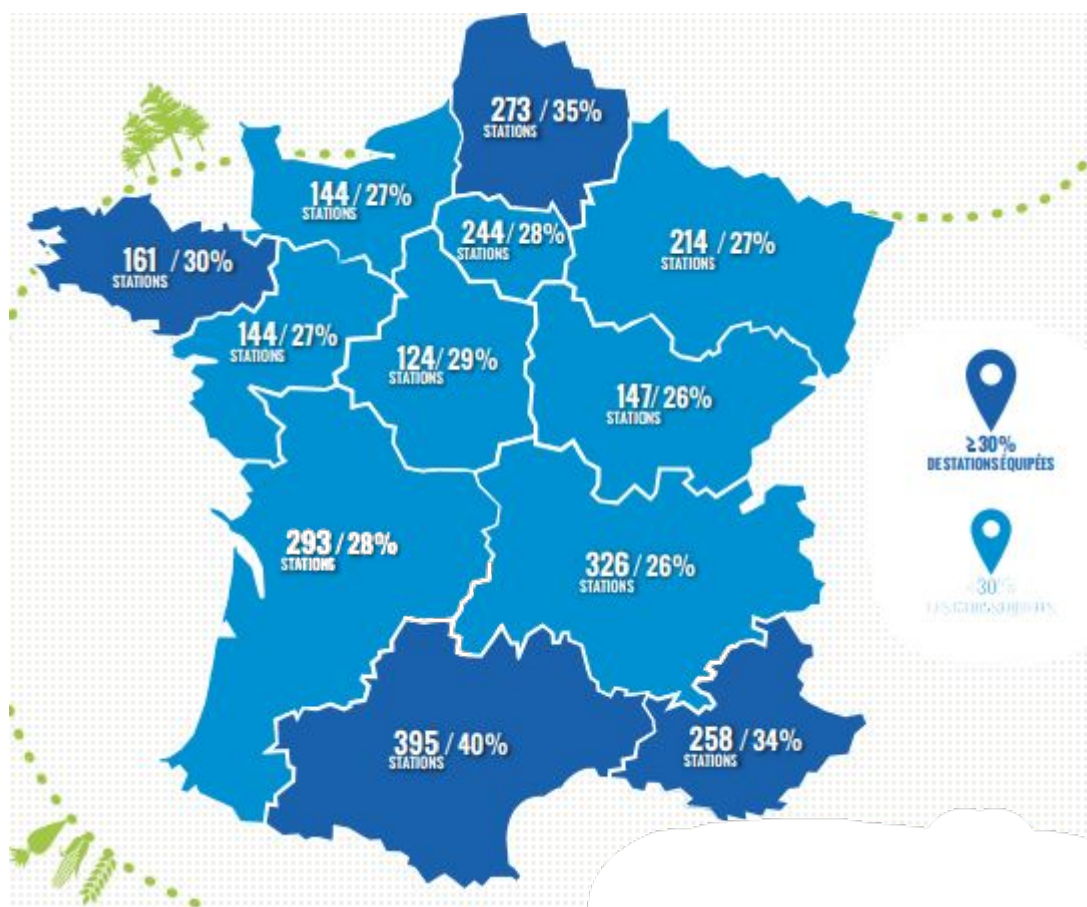 273 / 35%
STATIONS
144 / 27%
STATIONS
244 / 28%
STATIONS
214 / 27%
STATIONS
161 / 30%
STATIONS
144 / 27%
STATIONS
124 / 29%
STATIONS
147 / 26%
STATIONS
≥30%
DE STATIONS ÉQUIPÉES
293 / 28%
STATIONS
326 / 26%
STATIONS
<30%
395 / 40%
STATIONS
258 / 34%
STATIONS